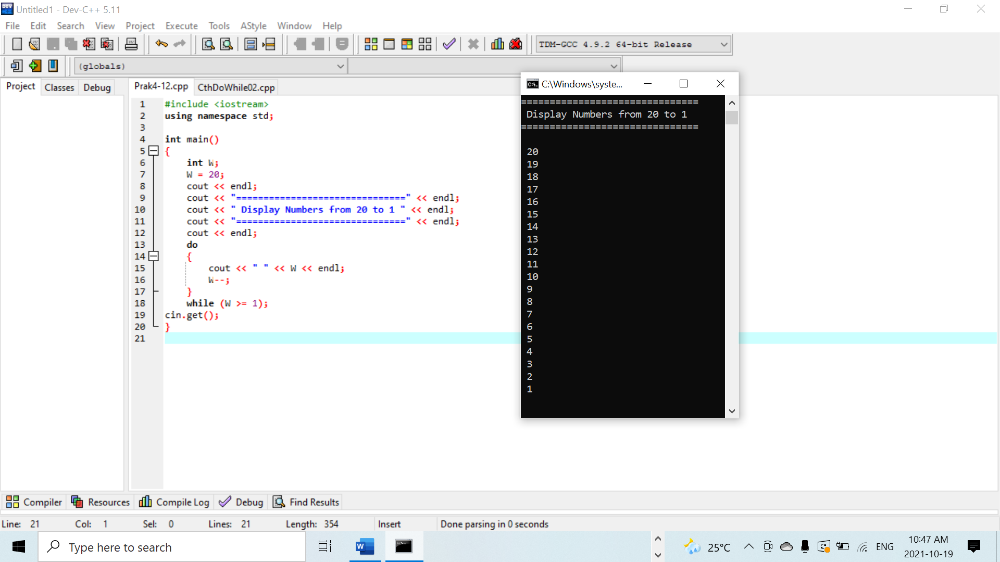 Untitled1 - Dev-C++ 5.11
File Edit Search View Project Execute Tools AStyle Window Help
TDM-GCC 4.9.2 64-bit Release
(globals)
Project Classes Debug
Prak4-12.cpp CthDoWhile02.cpp
1 #include <iostream>
2 using namespace std;
3
4 int main()
5 {
6 int W;
7 W = 20;
8 cout << endl;
9 cout << "===============================" << endl;
10 cout << " Display Numbers from 20 to 1 " << endl;
11 cout << "===============================" << endl;
12 cout << endl;
13 do
14 {
15 cout << " " << W << endl;
16 W--;
17 }
18 while (W >= 1);
19 cin.get();
20 }
21
C:\Windows\syste...
===============================
Display Numbers from 20 to 1
===============================
20
19
18
17
16
15
14
13
12
11
10
9
8
7
6
5
4
3
2
1
Compiler Resources Compile Log Debug Find Results
Line: 21 Col: 1 Sel: 0 Lines: 21 Length: 354 Insert Done parsing in 0 seconds
Type here to search
W
25°C
ENG
10:47 AM
2021-10-19